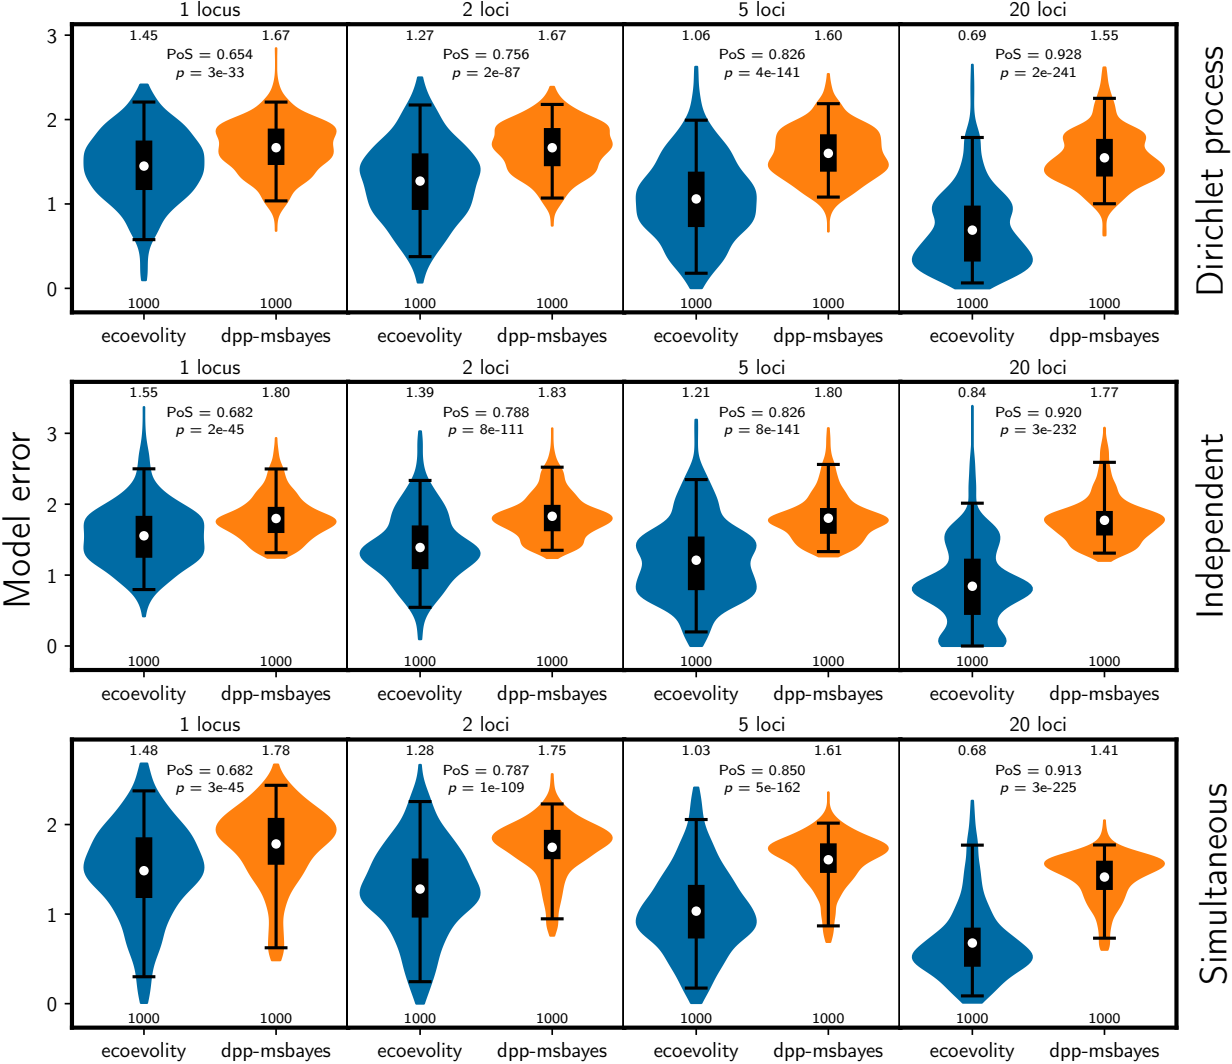 1 locus 2 loci 5 loci 20 loci
1.45 1.67 1.27 1.67 1.06 1.60 0.69 1.55
PoS = 0.654 PoS = 0.756 PoS = 0.826 PoS = 0.928
p = 3e-33 p = 2e-87 p = 4e-141 p = 2e-241
3
2
1
0
1000 1000 1000 1000 1000 1000 1000 1000
ecoevolity dpp-msbayes ecoevolity dpp-msbayes ecoevolity dpp-msbayes ecoevolity dpp-msbayes
Dirichlet process
1 locus 2 loci 5 loci 20 loci
1.55 1.80 1.39 1.83 1.21 1.80 0.84 1.77
PoS = 0.682 PoS = 0.788 PoS = 0.826 PoS = 0.920
p = 2e-45 p = 8e-111 p = 8e-141 p = 3e-232
3
2
1
0
1000 1000 1000 1000 1000 1000 1000 1000
ecoevolity dpp-msbayes ecoevolity dpp-msbayes ecoevolity dpp-msbayes ecoevolity dpp-msbayes
Model error
Independent
1 locus 2 loci 5 loci 20 loci
1.48 1.78 1.28 1.75 1.03 1.61 0.68 1.41
PoS = 0.682 PoS = 0.787 PoS = 0.850 PoS = 0.913
p = 3e-45 p = 1e-109 p = 5e-162 p = 3e-225
2
1
0
1000 1000 1000 1000 1000 1000 1000 1000
ecoevolity dpp-msbayes ecoevolity dpp-msbayes ecoevolity dpp-msbayes ecoevolity dpp-msbayes
Simultaneous